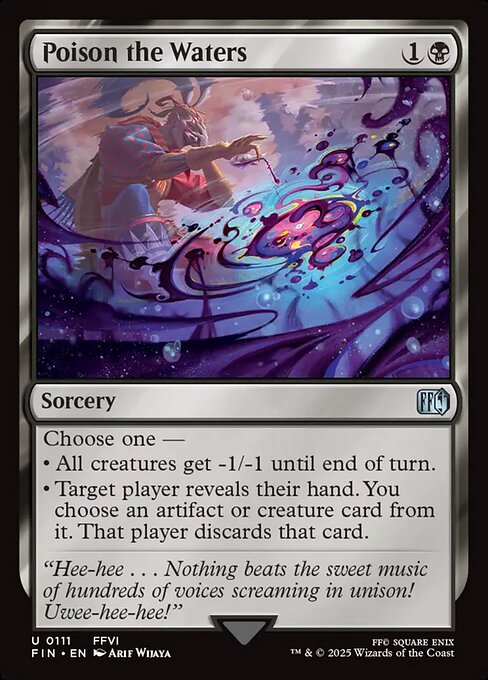 Poison the Waters 1
Sorcery
FF
Choose one —
• All creatures get -1/-1 until end of turn.
• Target player reveals their hand. You
choose an artifact or creature card from
it. That player discards that card.
“Hee-hee . . . Nothing beats the sweet music
of hundreds of voices screaming in unison!
Uwee-hee-hee!”
U 0111 FFVI
FIN • EN Arif Wijaya
FF© SQUARE ENIX
™ & © 2025 Wizards of the Coast